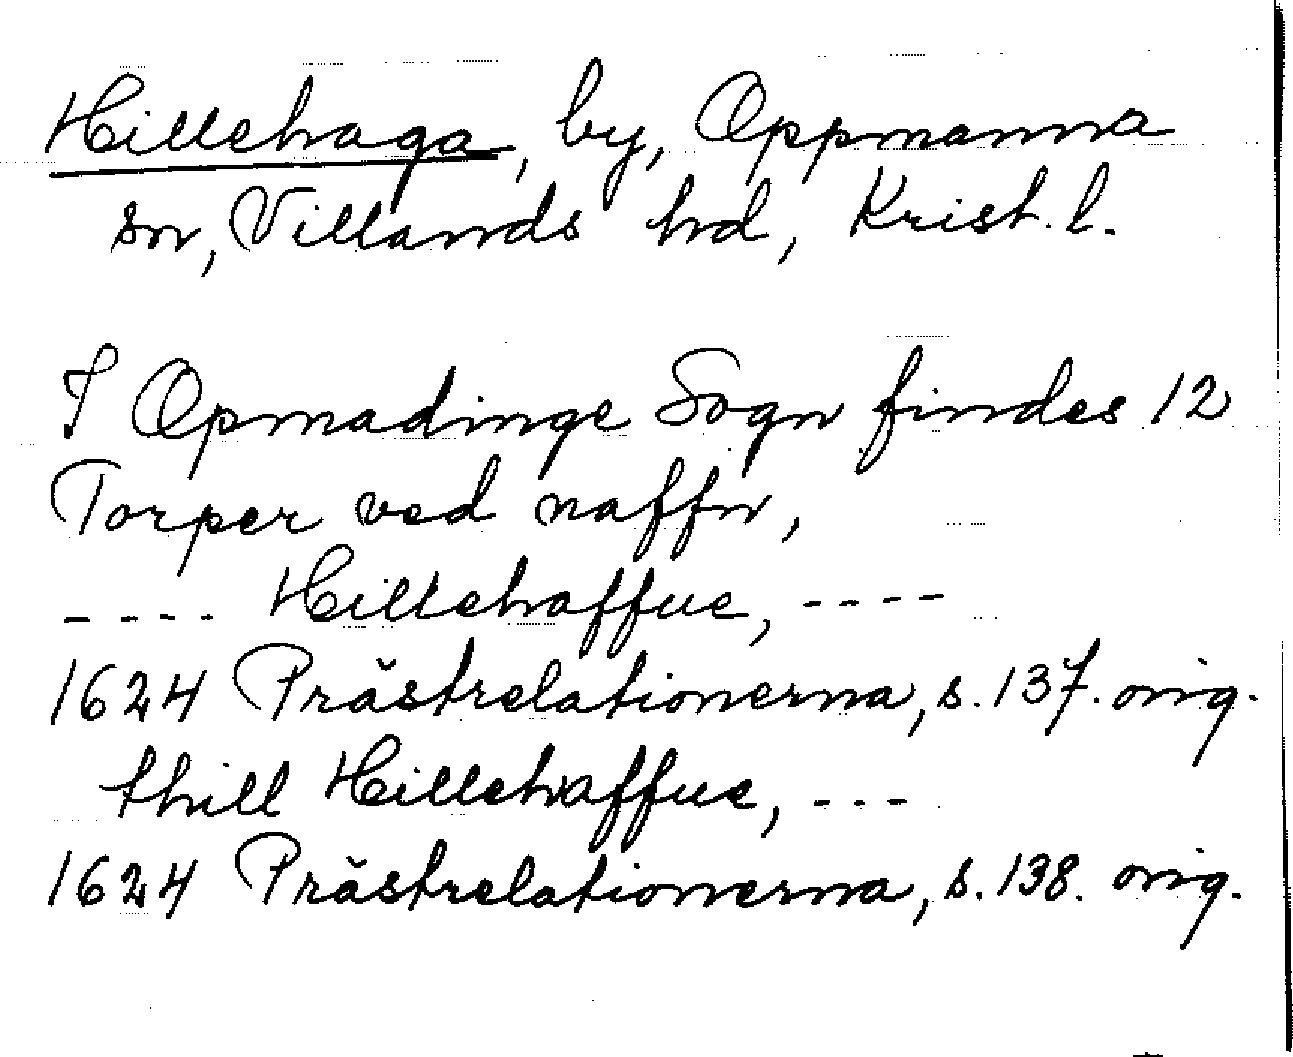 Hillehaga, by, Oppmanna
sn, Villands hd, Krist. l.
I Opmadinge Sogn findes 12
Torper ved naffn,
---- Hillehaffue, ----
1624 Prästrelationerna, s. 137. orig.
thill Hillehaffue, ---
1624 Prästrelationerna, s. 138. orig.